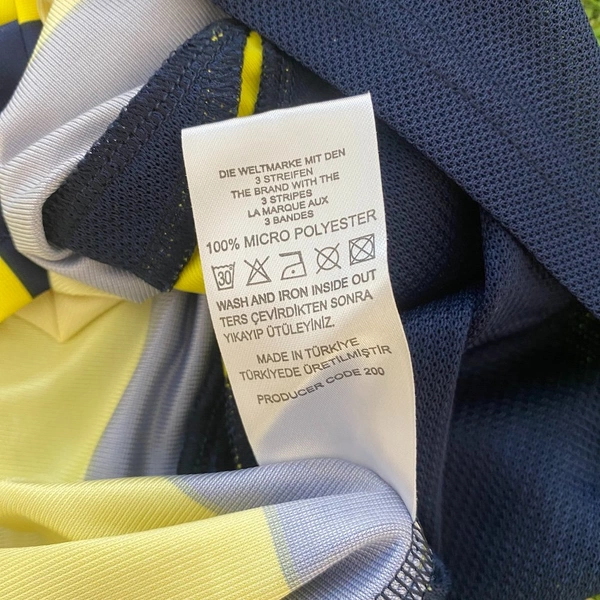 DIE WELTMARKE MIT DEN
3 STREIFEN
THE BRAND WITH THE
3 STRIPES
LA MARQUE AUX
3 BANDES
100% MICRO POLYESTER
30
WASH AND IRON INSIDE OUT
TERS ÇEVİRDİKTEN SONRA
YIKAYIP ÜTÜLEYİNİZ.
MADE IN TÜRKİYE
TÜRKİYEDE ÜRETİLMİŞTİR
PRODUCER CODE 200